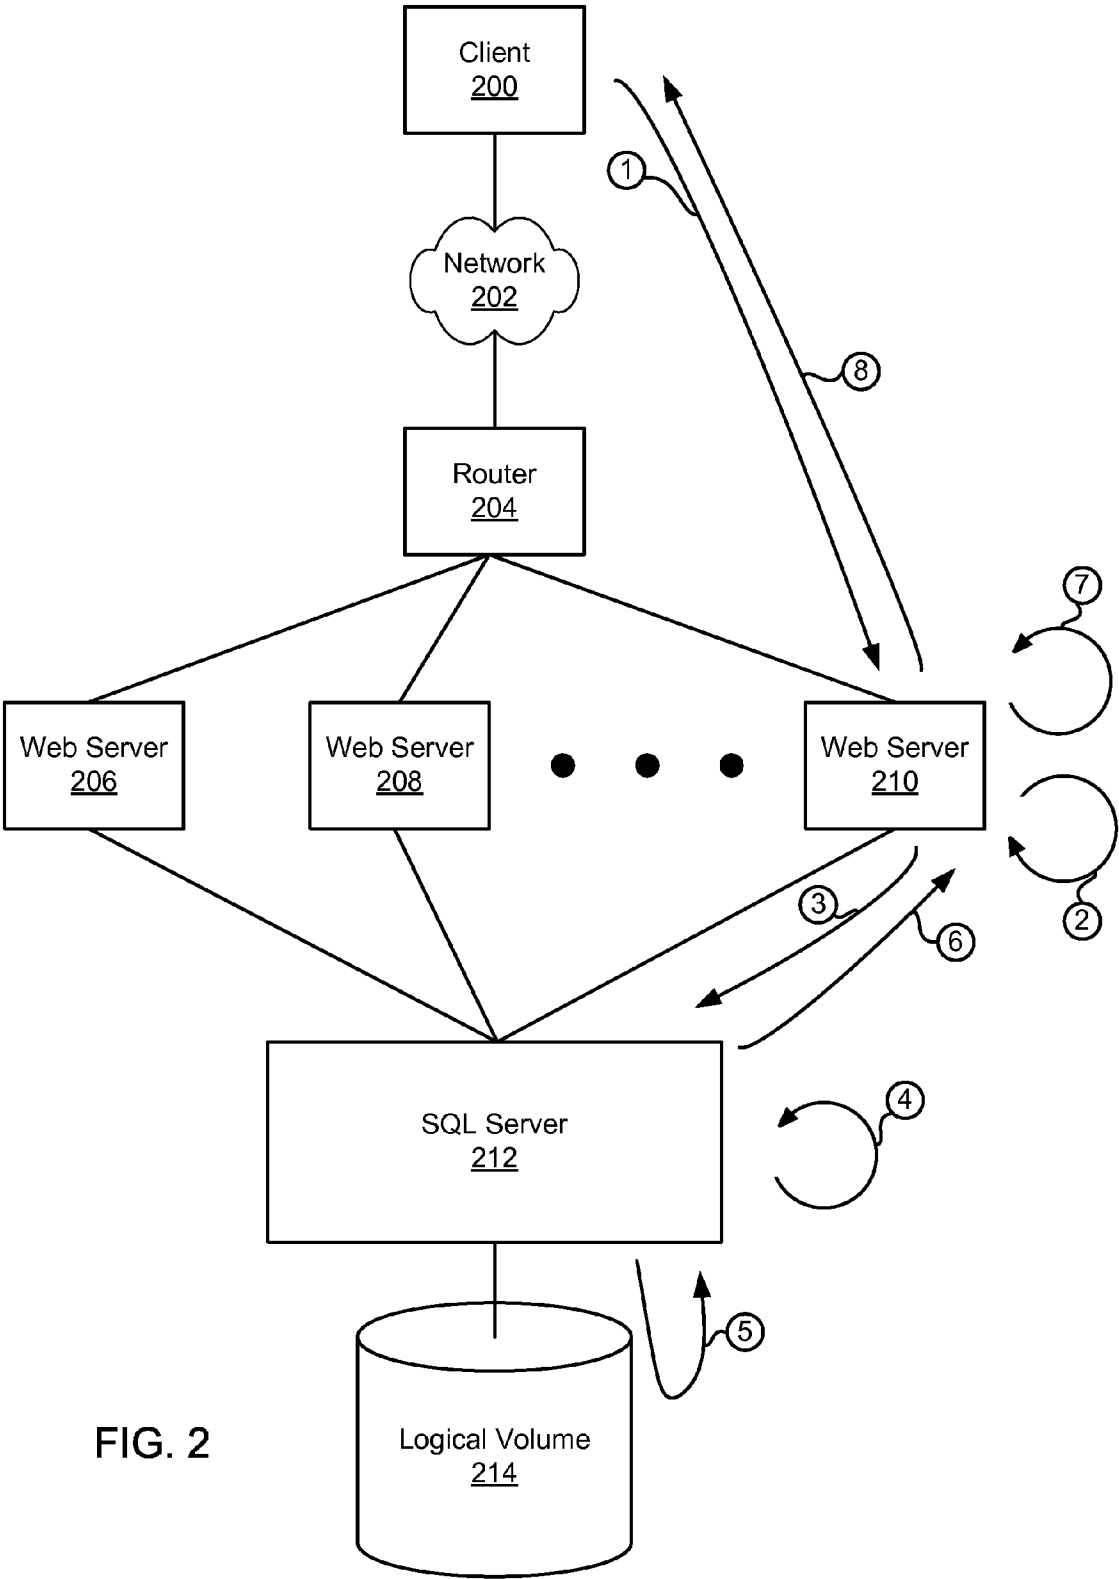 Client
200
1
Network
202
8
Router
204
7
Web Server
206
Web Server
208
Web Server
210
3
2
6
SQL Server
212
4
5
FIG. 2
Logical Volume
214